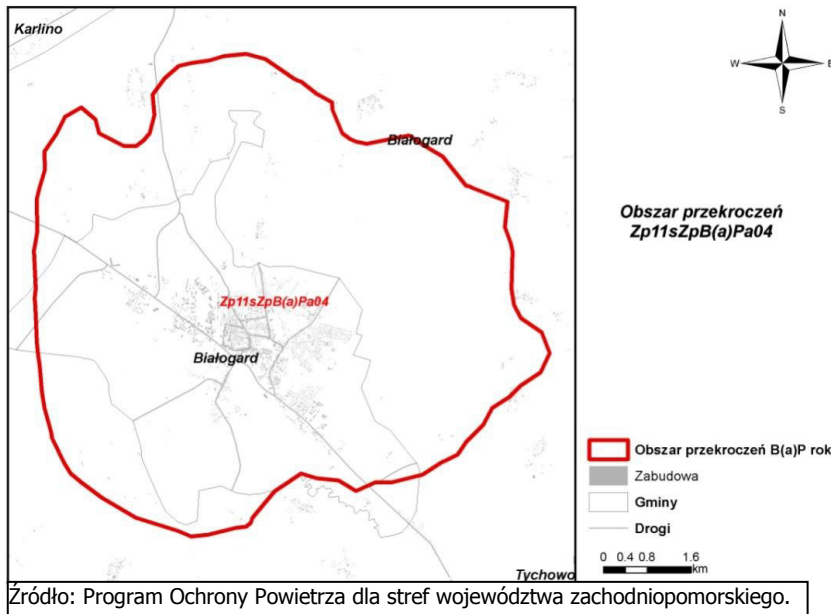 Karlino
N
W
E
S
Białogard
Obszar przekroczeń
Zp11sZpB(a)Pa04
Zp11sZpB(a)Pa04
Białogard
Obszar przekroczeń B(a)P rok
Zabudowa
Gminy
Drogi
0 0.4 0.8 1.6
km
Tychowo
Źródło: Program Ochrony Powietrza dla stref województwa zachodniopomorskiego.